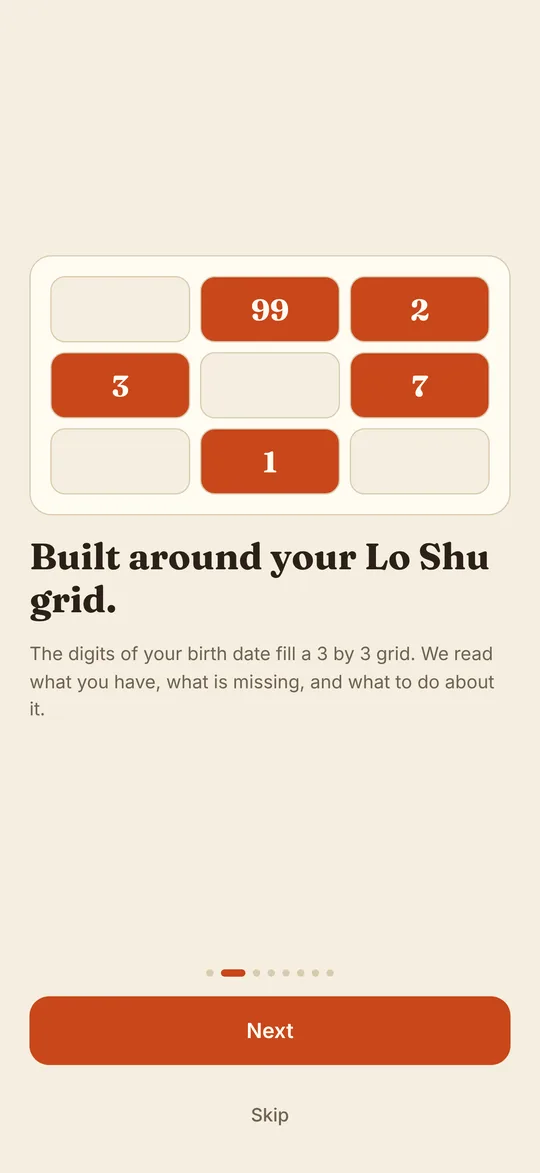 99 2
3 7
1
Built around your Lo Shu
grid.
The digits of your birth date fill a 3 by 3 grid. We read
what you have, what is missing, and what to do about
it.
Next
Skip